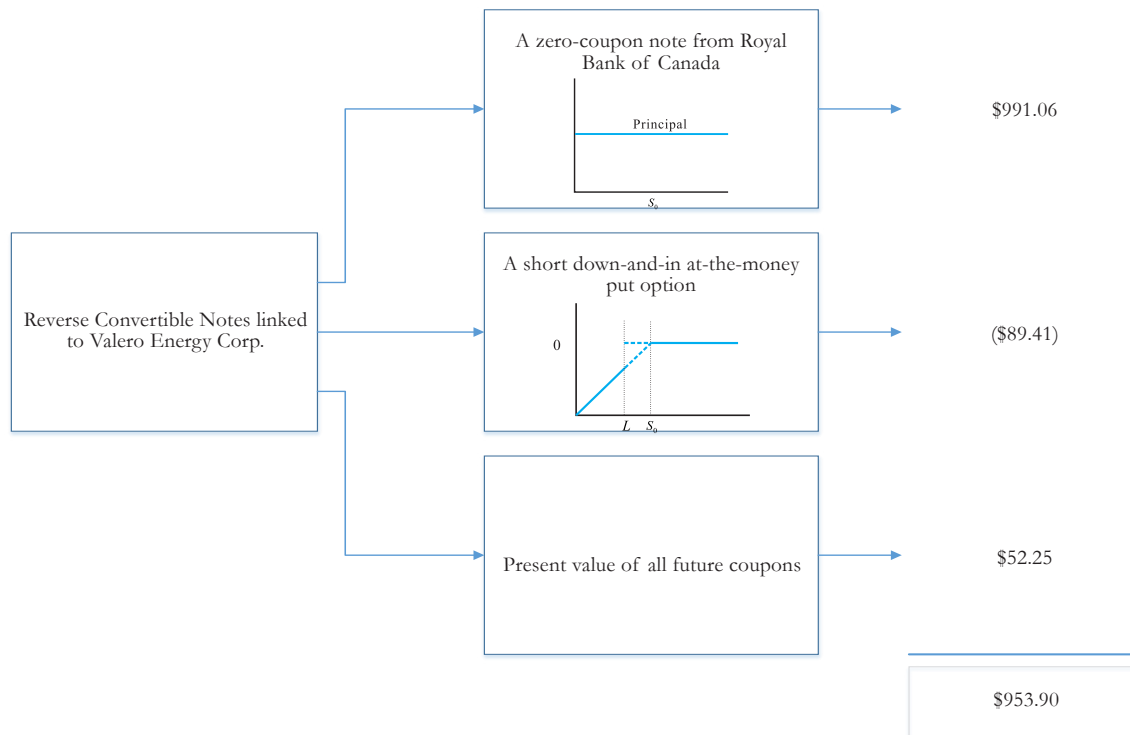 A zero-coupon note from Royal
Bank of Canada
Principal
S₀
$991.06
Reverse Convertible Notes linked
to Valero Energy Corp.
A short down-and-in at-the-money
put option
0
L S₀
($89.41)
Present value of all future coupons
$52.25
$953.90